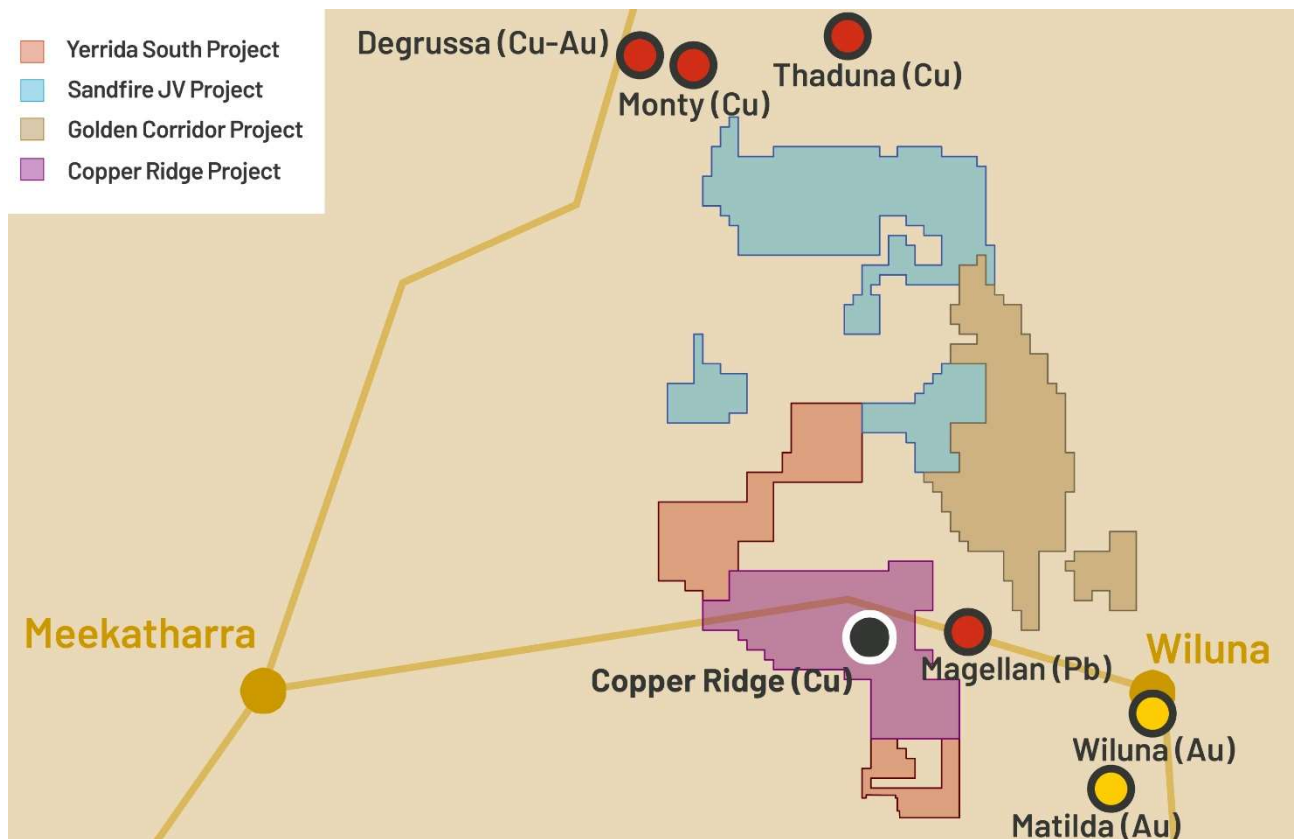 Yerrida South Project
Sandfire JV Project
Golden Corridor Project
Copper Ridge Project
Degrussa (Cu-Au)
Monty (Cu)
Thaduna (Cu)
Meekatharra
Copper Ridge (Cu)
Magellan (Pb)
Wiluna
Wiluna (Au)
Matilda (Au)